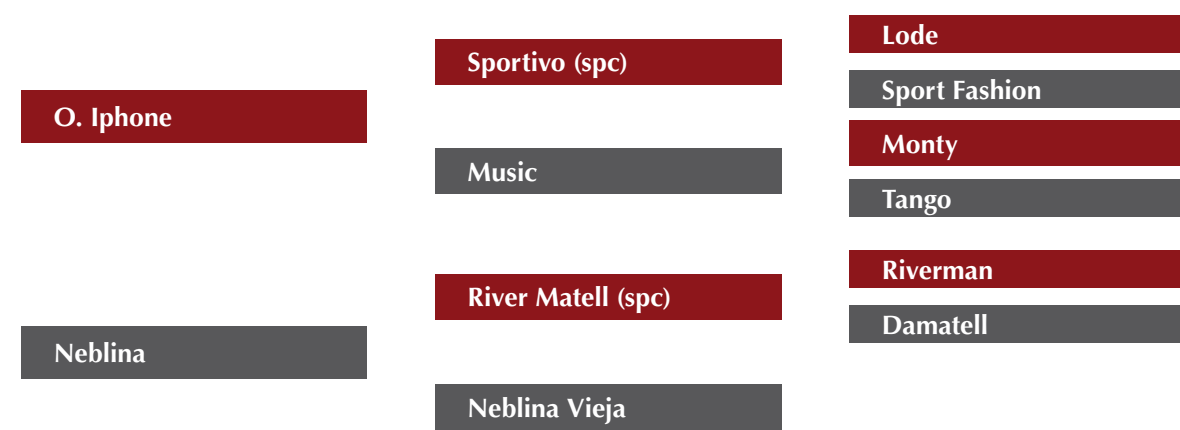 O. Iphone
Neblina
Sportivo (spc)
Music
River Matell (spc)
Neblina Vieja
Lode
Sport Fashion
Monty
Tango
Riverman
Damatell